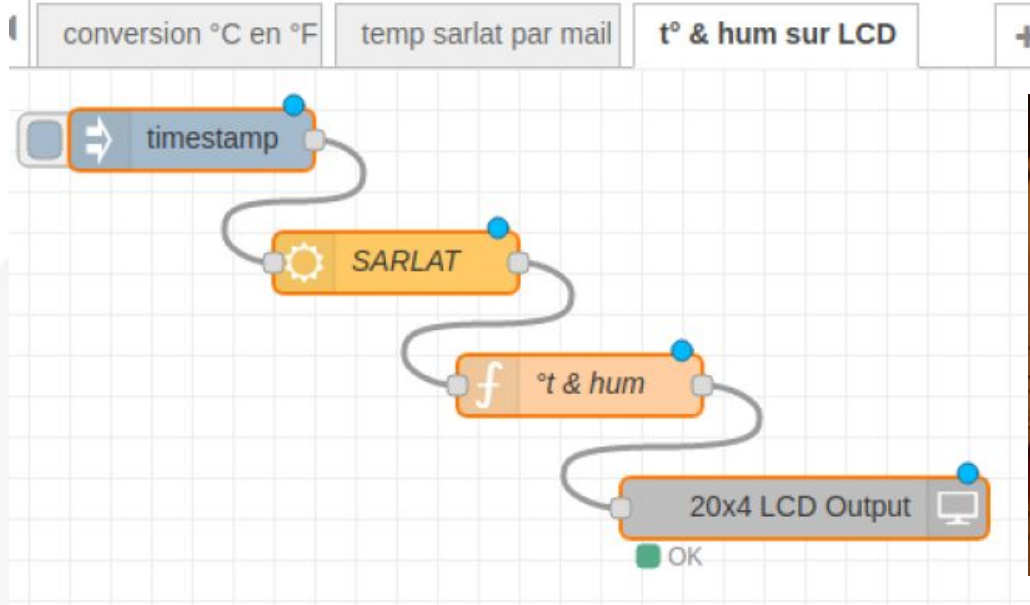 conversion °C en °F
temp sarlat par mail
t° & hum sur LCD
timestamp
SARLAT
°t & hum
20x4 LCD Output
OK